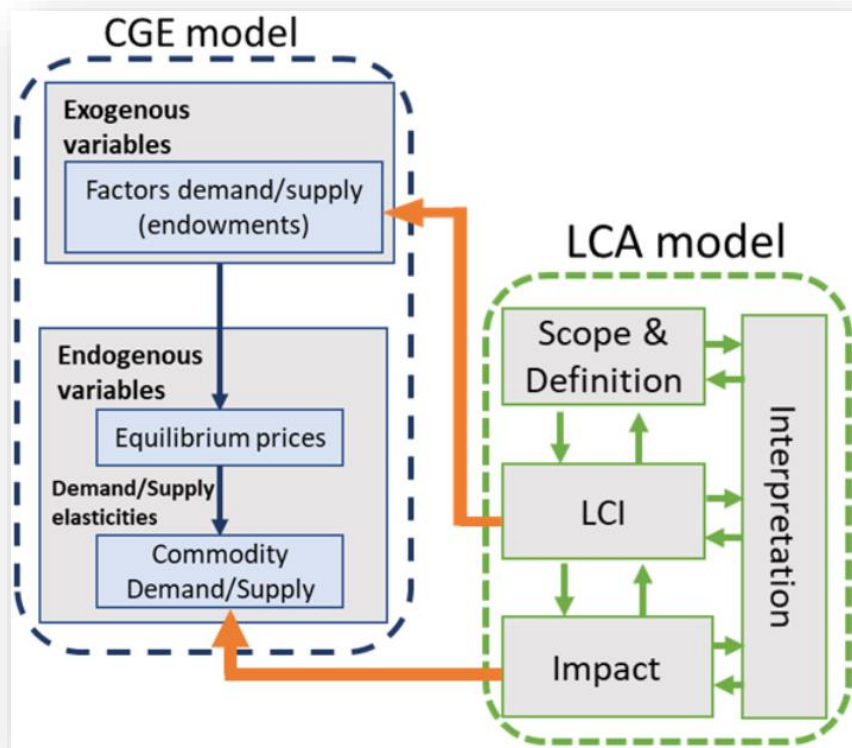 CGE model
Exogenous
variables
Factors demand/supply
(endowments)
Endogenous
variables
Equilibrium prices
Demand/Supply
elasticities
Commodity
Demand/Supply
LCA model
Scope &
Definition
LCI
Impact
Interpretation